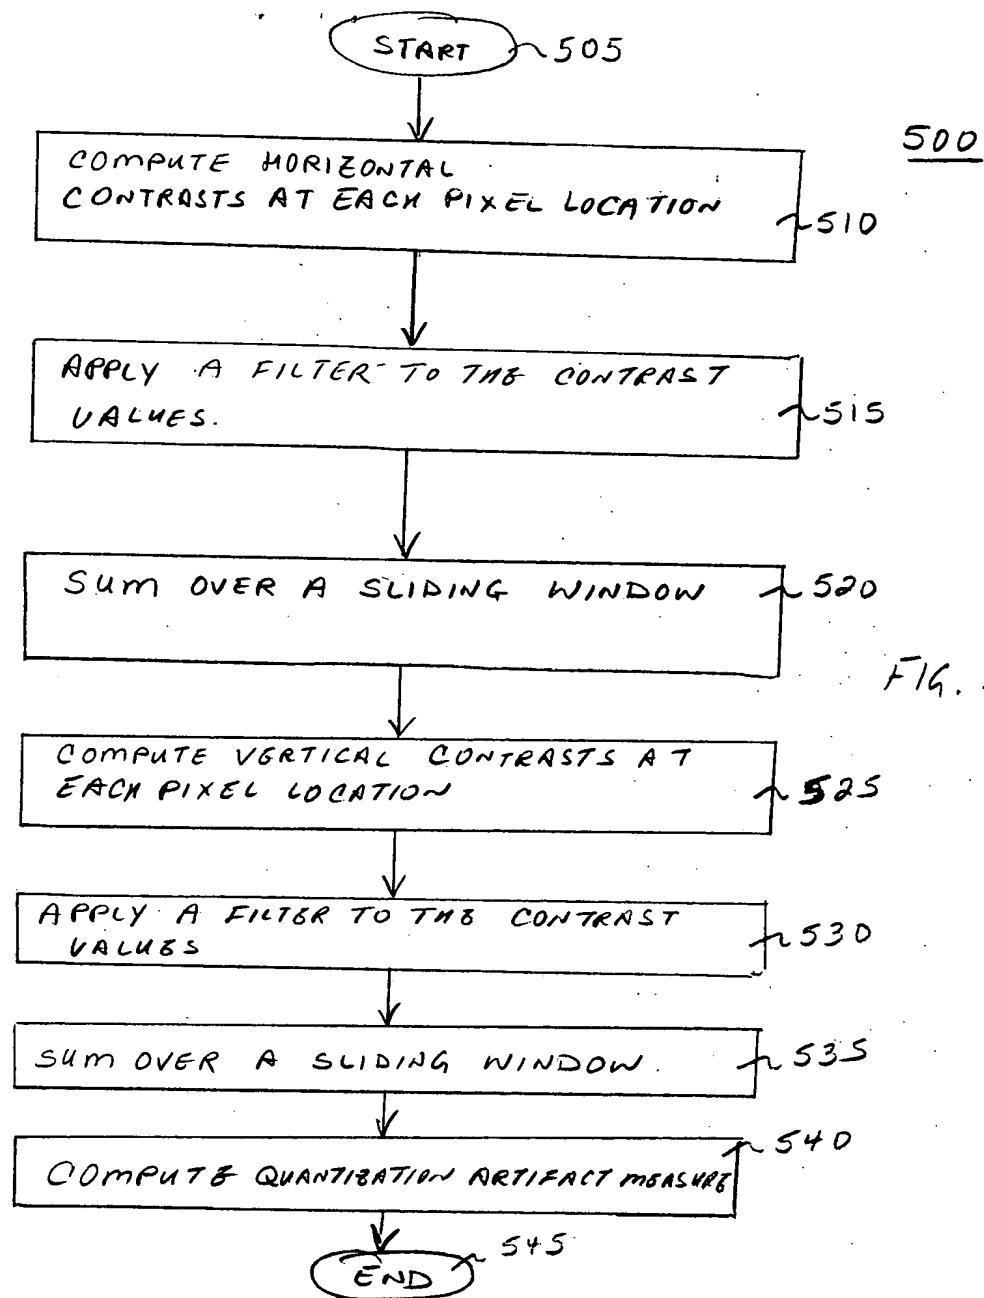 START 505
500
COMPUTE HORIZONTAL
CONTRASTS AT EACH PIXEL LOCATION
510
APPLY A FILTER TO THE CONTRAST
VALUES.
515
SUM OVER A SLIDING WINDOW
520
FIG.
COMPUTE VERTICAL CONTRASTS AT
EACH PIXEL LOCATION
525
APPLY A FILTER TO THE CONTRAST
VALUES
530
SUM OVER A SLIDING WINDOW.
535
540
COMPUTE QUANTIZATION ARTIFACT MEASURE
545
END